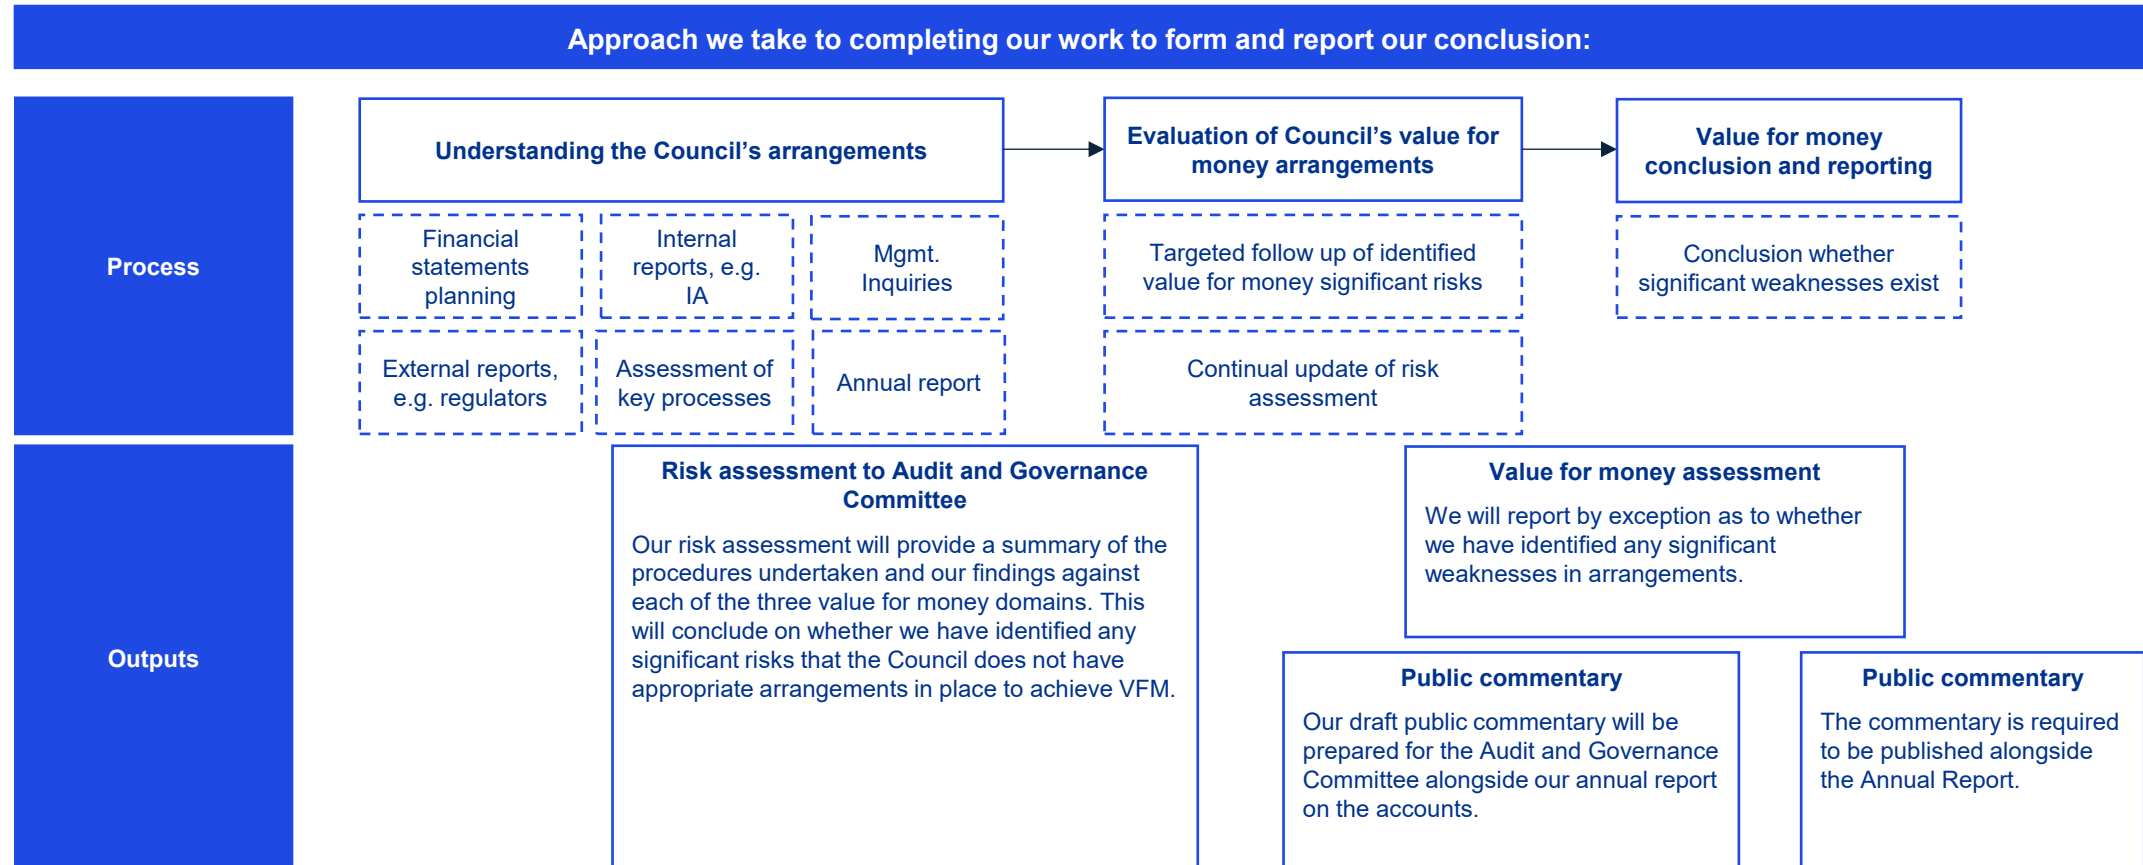 Approach we take to completing our work to form and report our conclusion:
Process
Understanding the Council’s arrangements
Evaluation of Council’s value for
money arrangements
Value for money
conclusion and reporting
Financial
statements
planning
Internal
reports, e.g.
IA
Mgmt.
Inquiries
Targeted follow up of identified
value for money significant risks
Conclusion whether
significant weaknesses exist
External reports,
e.g. regulators
Assessment of
key processes
Annual report
Continual update of risk
assessment
Outputs
Risk assessment to Audit and Governance
Committee
Our risk assessment will provide a summary of the
procedures undertaken and our findings against
each of the three value for money domains. This
will conclude on whether we have identified any
significant risks that the Council does not have
appropriate arrangements in place to achieve VFM.
Value for money assessment
We will report by exception as to whether
we have identified any significant
weaknesses in arrangements.
Public commentary
Our draft public commentary will be
prepared for the Audit and Governance
Committee alongside our annual report
on the accounts.
Public commentary
The commentary is required
to be published alongside
the Annual Report.